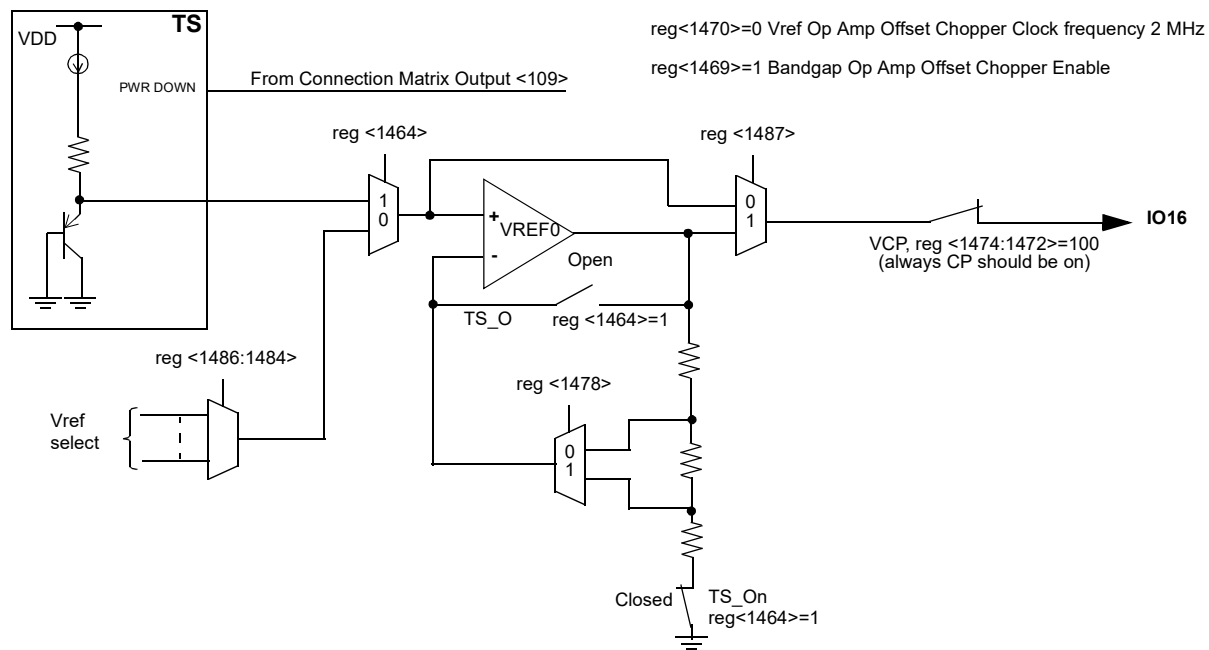 TS
VDD
PWR DOWN
From Connection Matrix Output <109>
reg<1470>=0 Vref Op Amp Offset Chopper Clock frequency 2 MHz
reg<1469>=1 Bandgap Op Amp Offset Chopper Enable
reg <1464>
1
0
+
VREF0
-
reg <1487>
0
1
IO16
VCP, reg <1474:1472>=100
(always CP should be on)
Open
TS_O
reg <1464>=1
reg <1486:1484>
Vref
select
reg <1478>
0
1
Closed
TS_On
reg<1464>=1